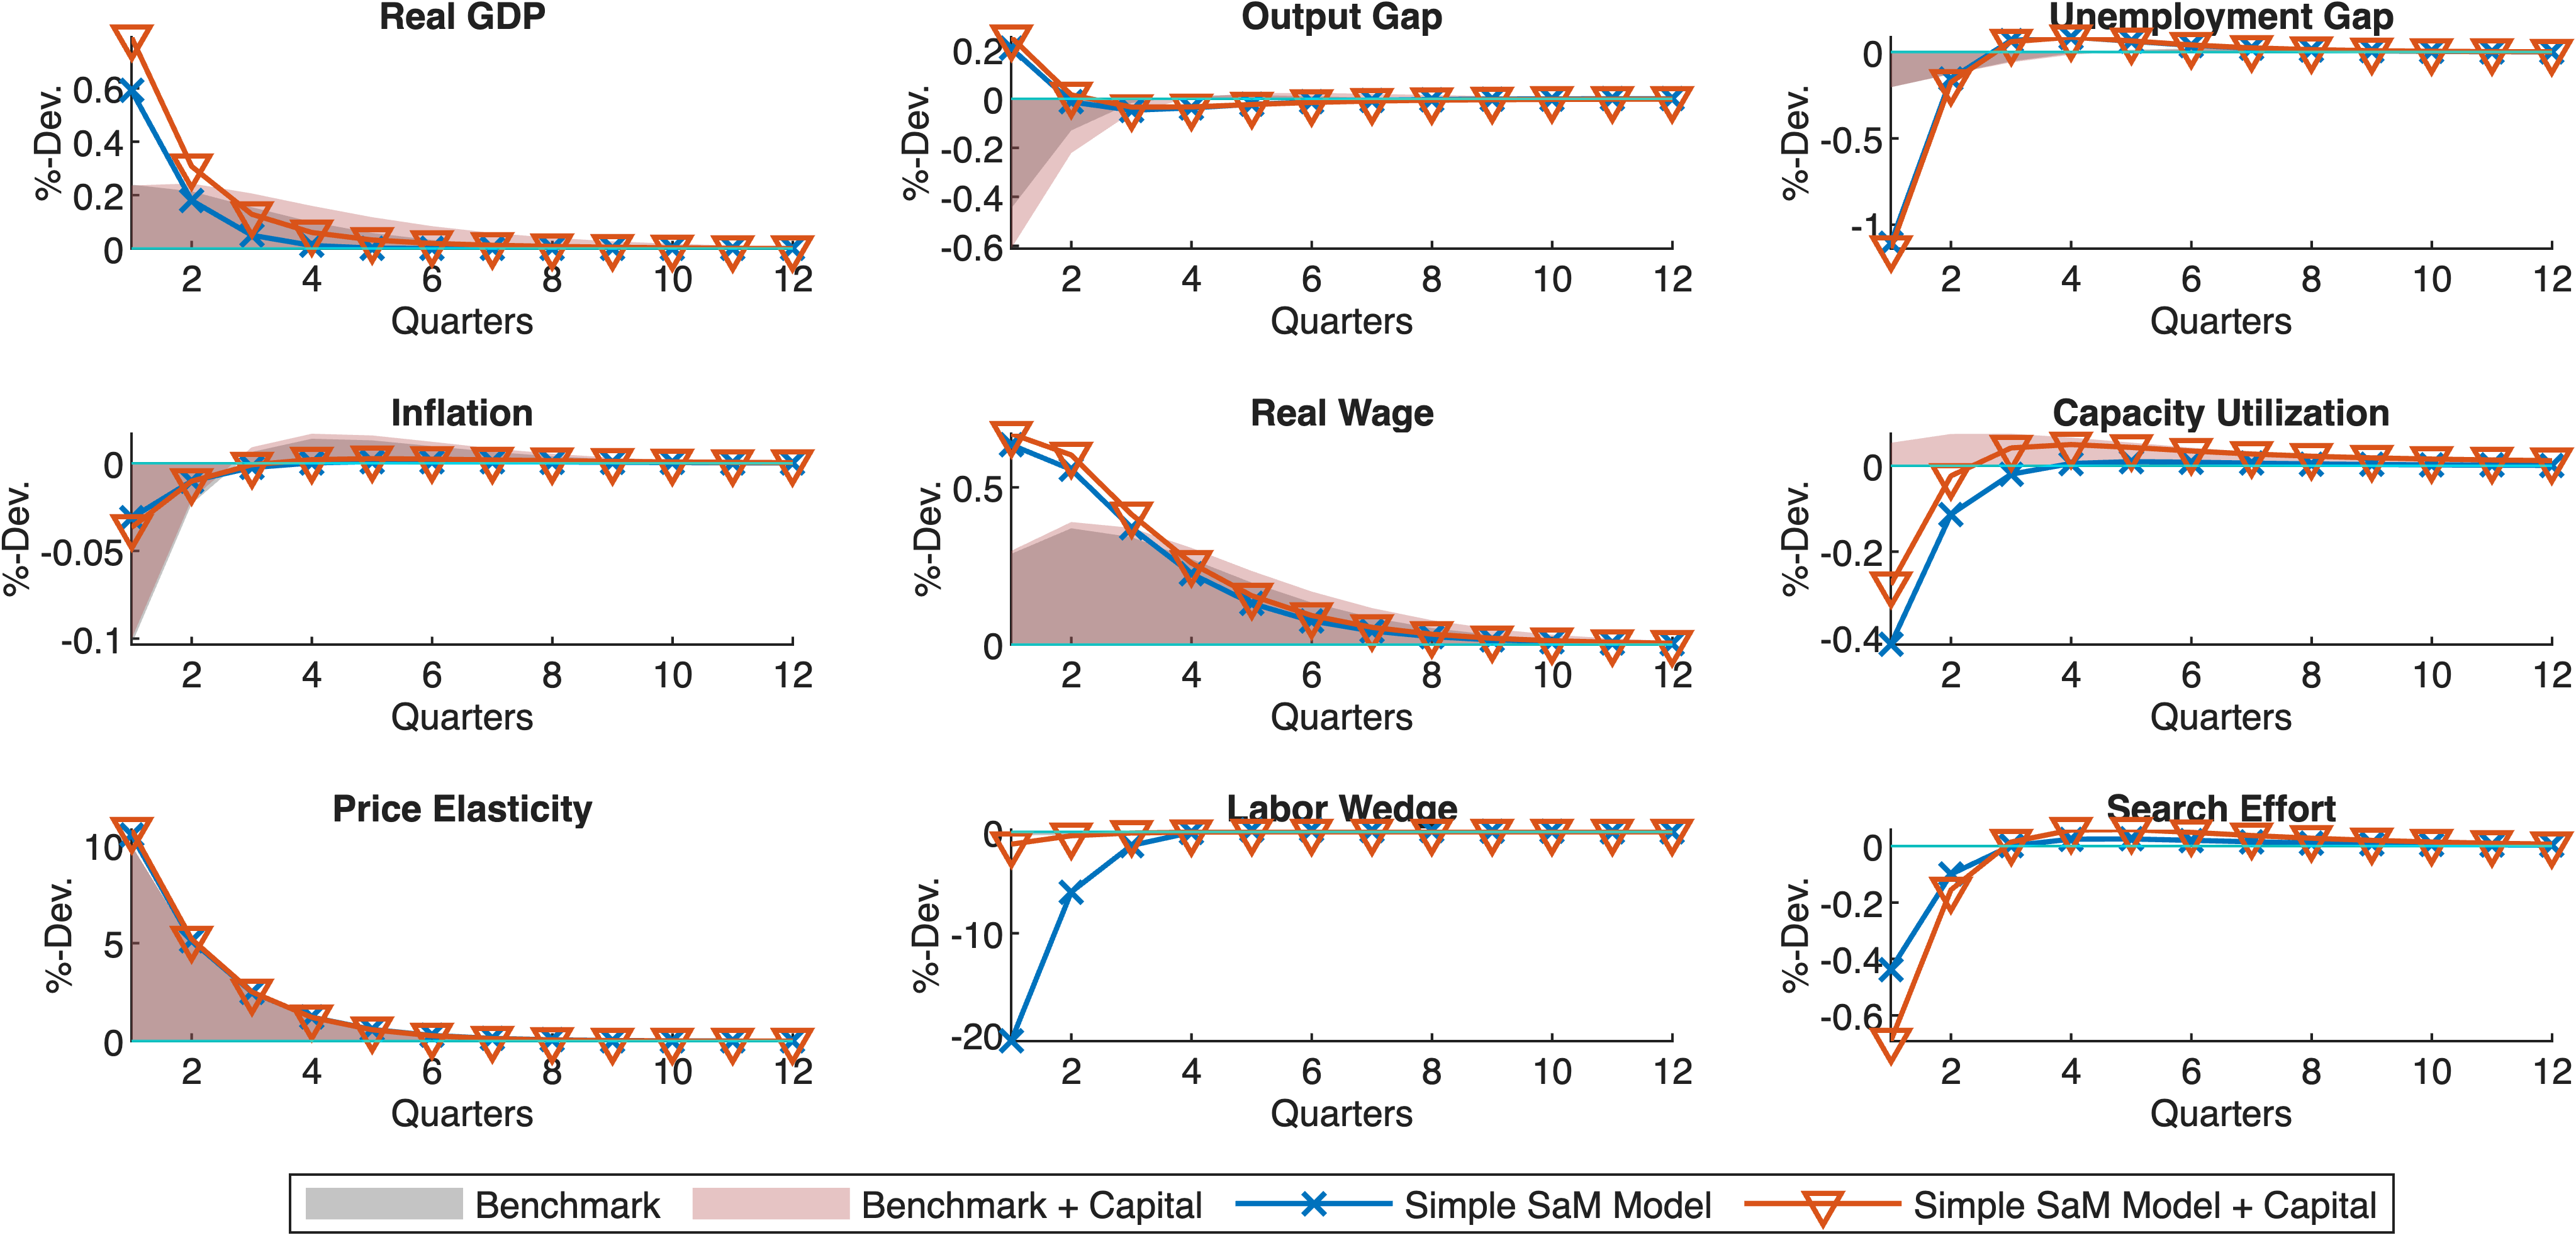 Real GDP
%-Dev.
0.6
0.4
0.2
0
2 4 6 8 10 12
Quarters
Output Gap
%-Dev.
0.2
0
-0.2
-0.4
-0.6
2 4 6 8 10 12
Quarters
Unemployment Gap
%-Dev.
0
-0.5
-1
2 4 6 8 10 12
Quarters
Inflation
%-Dev.
0
-0.05
-0.1
2 4 6 8 10 12
Quarters
Real Wage
%-Dev.
0.5
0
2 4 6 8 10 12
Quarters
Capacity Utilization
%-Dev.
0
-0.2
-0.4
2 4 6 8 10 12
Quarters
Price Elasticity
%-Dev.
10
5
0
2 4 6 8 10 12
Quarters
Labor Wedge
%-Dev.
0
-10
-20
2 4 6 8 10 12
Quarters
Search Effort
%-Dev.
0
-0.2
-0.4
-0.6
2 4 6 8 10 12
Quarters
Benchmark Benchmark + Capital Simple SaM Model Simple SaM Model + Capital